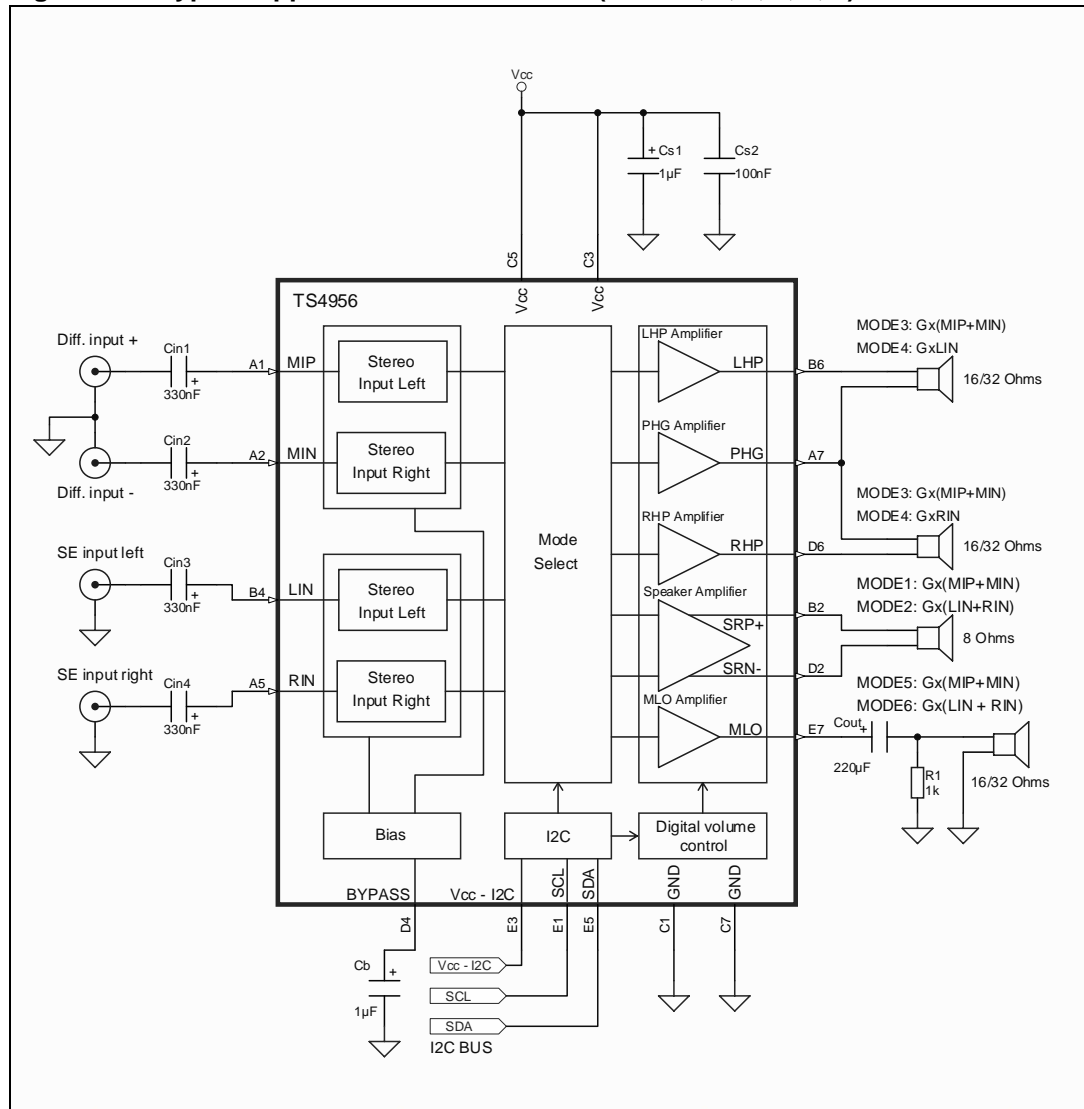 Vcc
+ Cs1
1µF
Cs2
100nF
C5
C3
TS4956
Vcc
Vcc
Diff. input +
Cin1
+
330nF
A1
MIP
Stereo
Input Left
LHP Amplifier
LHP
B6
MODE3: Gx(MIP+MIN)
MODE4: GxLIN
16/32 Ohms
Cin2
+
330nF
A2
MIN
Stereo
Input Right
Diff. input -
PHG Amplifier
PHG
A7
MODE3: Gx(MIP+MIN)
MODE4: GxRIN
16/32 Ohms
Mode
Select
RHP Amplifier
RHP
D6
SE input left
Cin3
+
330nF
B4
LIN
Stereo
Input Left
Speaker Amplifier
SRP+
SRN-
B2
D2
MODE1: Gx(MIP+MIN)
MODE2: Gx(LIN+RIN)
8 Ohms
SE input right
Cin4
+
330nF
A5
RIN
Stereo
Input Right
MLO Amplifier
MLO
E7
MODE5: Gx(MIP+MIN)
MODE6: Gx(LIN + RIN)
Cout
+
220µF
R1
1k
16/32 Ohms
Bias
I2C
Digital volume
control
BYPASS
Vcc - I2C
SCL
SDA
GND
GND
D4
E3
E1
E5
C1
C7
Cb
+
1µF
Vcc - I2C
SCL
SDA
I2C BUS